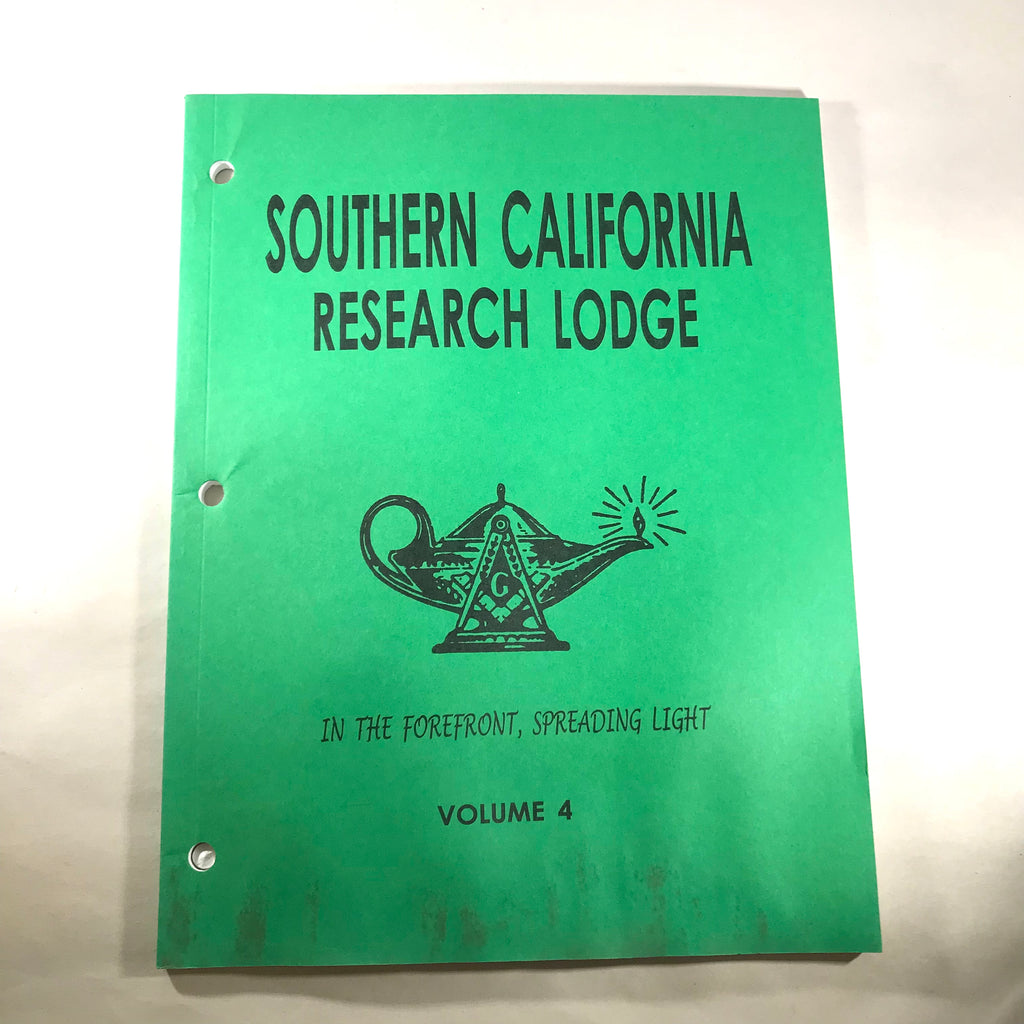 SOUTHERN CALIFORNIA
RESEARCH LODGE
G
IN THE FOREFRONT, SPREADING LIGHT
VOLUME 4